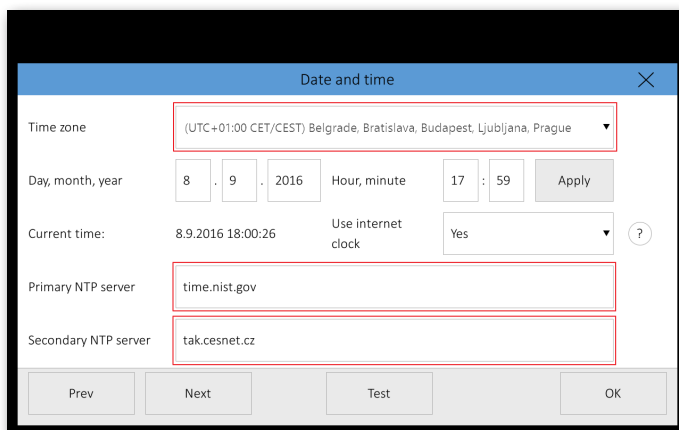 Date and time
Time zone
(UTC+01:00 CET/CEST) Belgrade, Bratislava, Budapest, Ljubljana, Prague
Day, month, year 8 . 9 . 2016 Hour, minute 17 : 59 Apply
Current time: 8.9.2016 18:00:26 Use internet
clock Yes ?
Primary NTP server time.nist.gov
Secondary NTP server tak.cesnet.cz
Prev Next Test OK